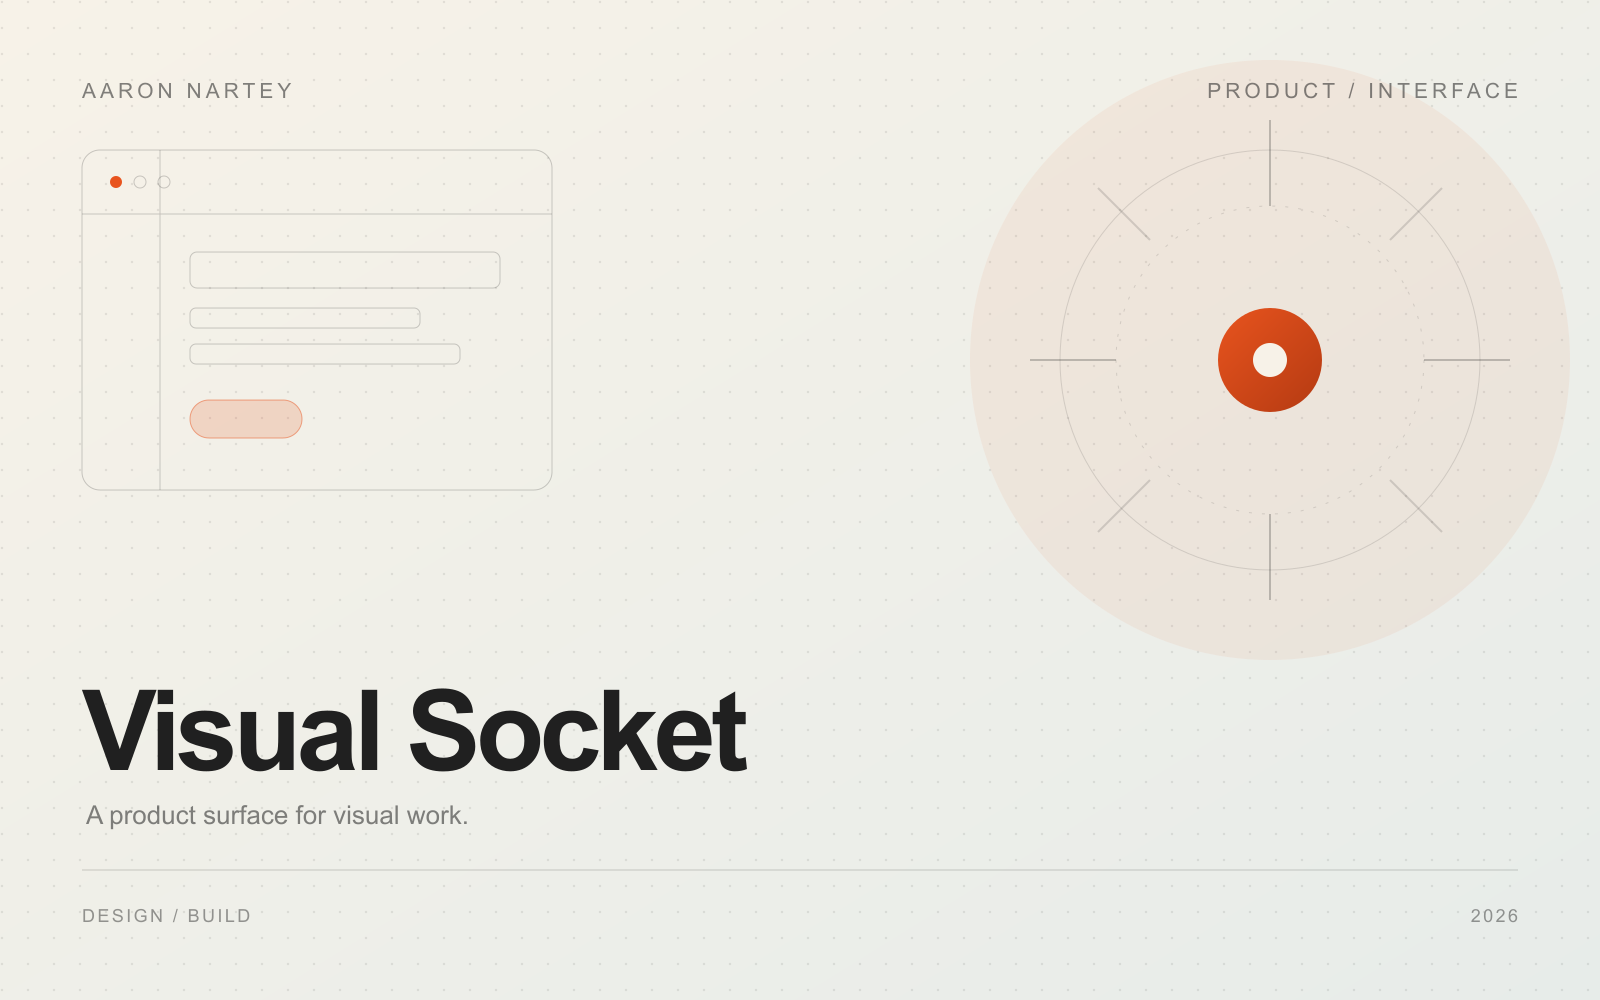 AARON NARTEY
PRODUCT / INTERFACE
Visual Socket
A product surface for visual work.
DESIGN / BUILD
2026